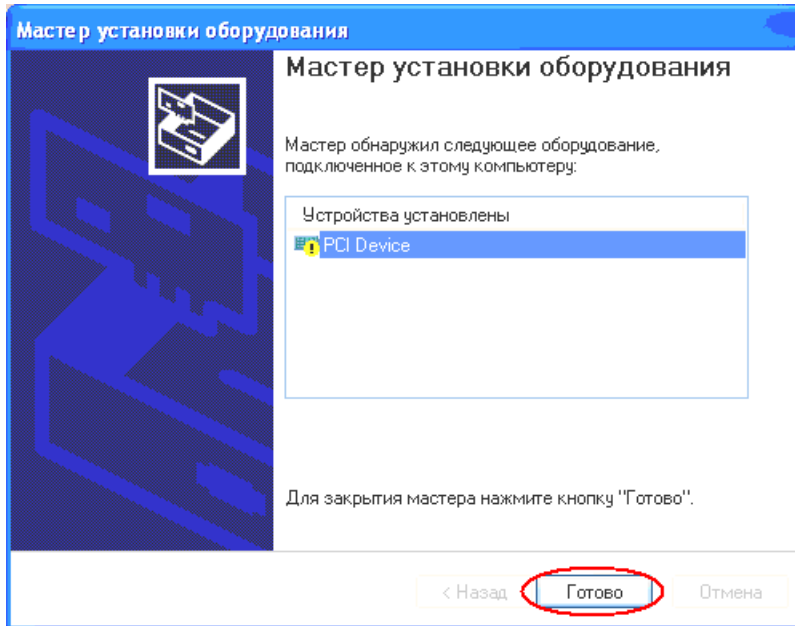 Мастер установки оборудования
Мастер установки оборудования
Мастер обнаружил следующее оборудование,
подключенное к этому компьютеру:
Устройства установлены
PCI Device
Для закрытия мастера нажмите кнопку "Готово".
< Назад Готово Отмена